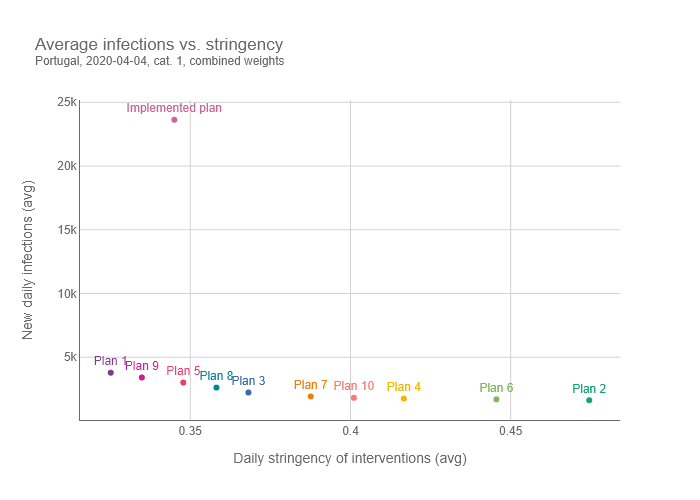 Average infections vs. stringency
Portugal, 2020-04-04, cat. 1, combined weights
25k
Implemented plan
20k
15k
10k
5k
Plan 1
Plan 9
Plan 5
Plan 8
Plan 3
Plan 7
Plan 10
Plan 4
Plan 6
Plan 2
New daily infections (avg)
0.35
0.4
0.45
Daily stringency of interventions (avg)